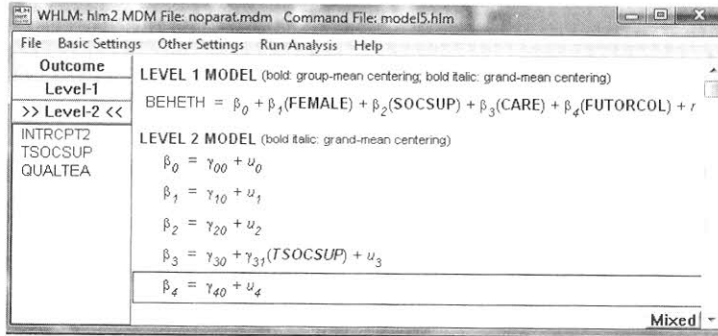 WHLM: hlm2 MDM File: noparat.mdm Command File: model5.hlm
File Basic Settings Other Settings Run Analysis Help
Outcome
Level-1
>> Level-2 <<
INTRCPT2
TSOCSUP
QUALTEA
LEVEL 1 MODEL (bold: group-mean centering; bold italic: grand-mean centering)
BEHETH = β0 + β1(FEMALE) + β2(SOCSUP) + β3(CARE) + β4(FUTORCOL) + r
LEVEL 2 MODEL (bold italic: grand-mean centering)
β0 = γ00 + u0
β1 = γ10 + u1
β2 = γ20 + u2
β3 = γ30 + γ31(TSOCSUP) + u3
β4 = γ40 + u4
Mixed